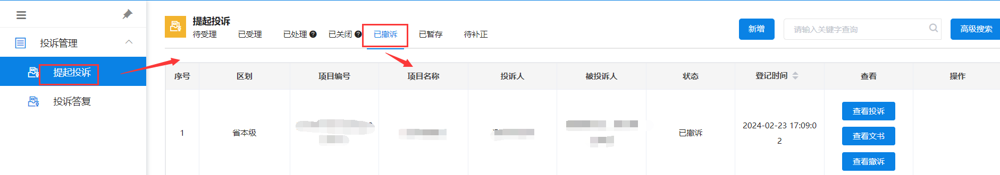 投诉管理
提起投诉
投诉答复
提起投诉
待受理 已受理 已处理 已关闭 已撤诉 已暂存 待补正
新增 请输入关键字查询 高级搜索
序号 区划 项目编号 项目名称 投诉人 被投诉人 状态 登记时间 查看 操作
1 省本级 已撤诉 2024-02-23 17:09:0
2
查看投诉
查看文书
查看撤诉